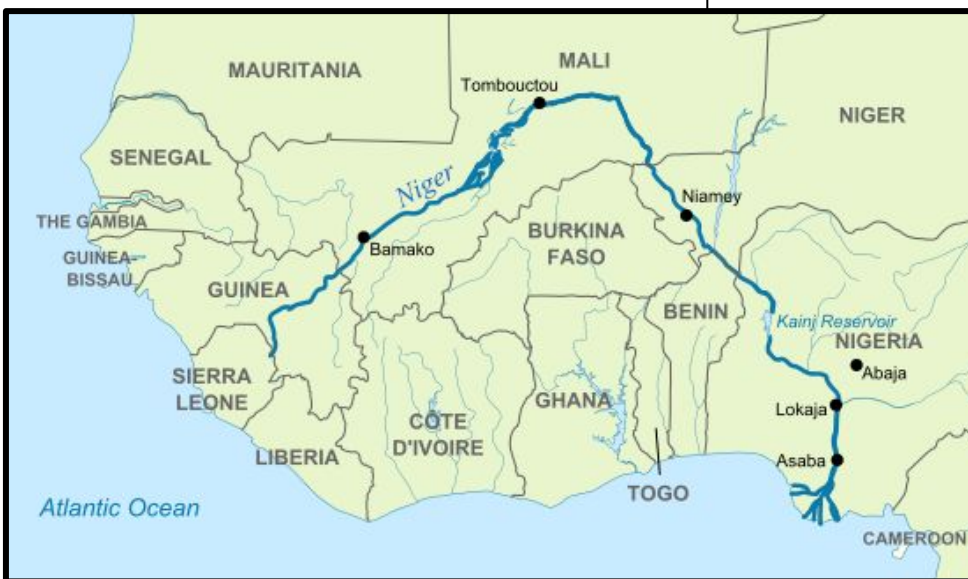 MAURITANIA
MALI
Tombouctou
NIGER
SENEGAL
Niger
Niamey
THE GAMBIA
Bamako
BURKINA
FASO
GUINEA-
BISSAU
GUINEA
BENIN
Kainj Reservoir
NIGERIA
Abaja
SIERRA
LEONE
GHANA
Lokaja
CÔTE
D'IVOIRE
LIBERIA
Asaba
TOGO
Atlantic Ocean
CAMEROON